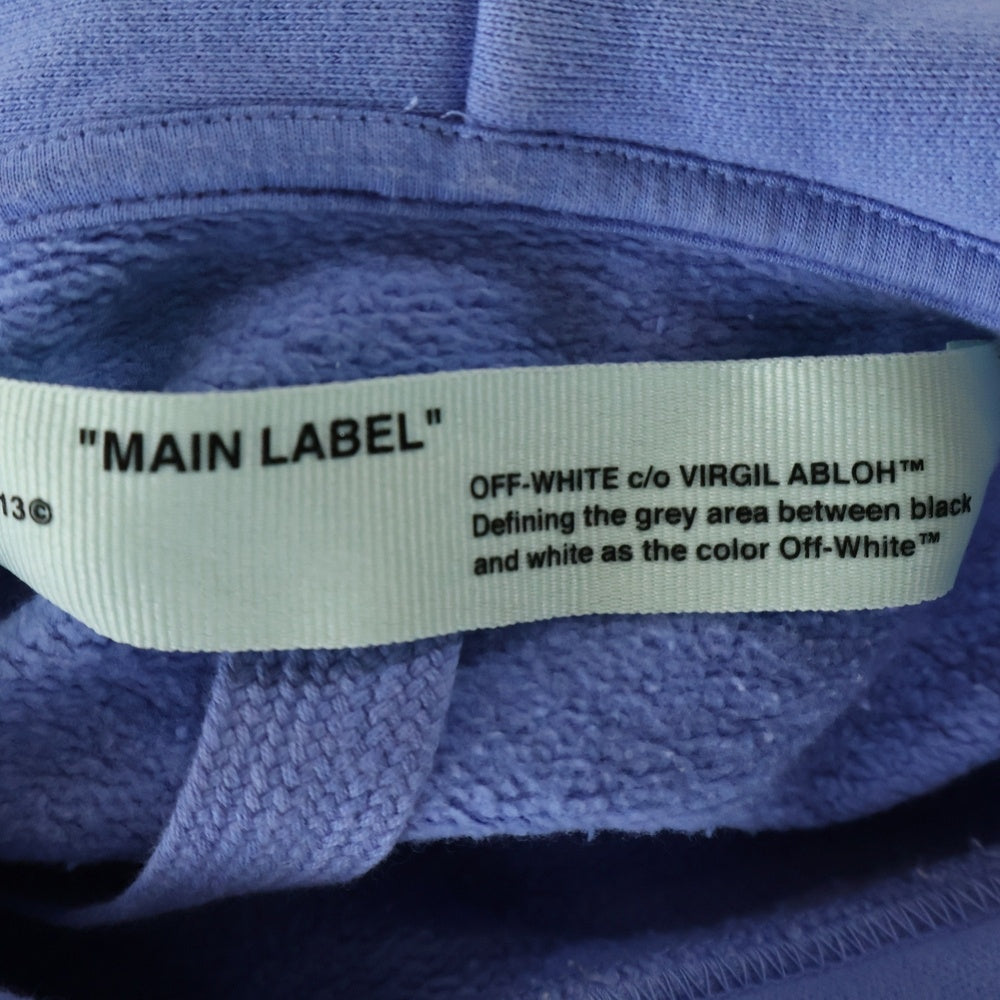 "MAIN LABEL"
13©
OFF-WHITE c/o VIRGIL ABLOH™
Defining the grey area between black
and white as the color Off-White™